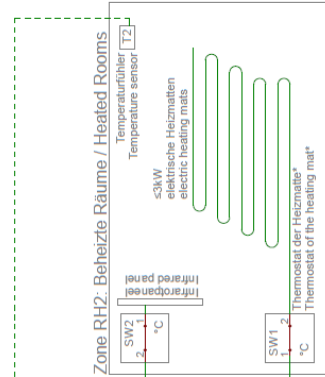 Zone RH2: Beheizte Räume / Heated Rooms
Temperaturfühler
Temperature sensor
T2
≤3kW
elektrische Heizmatten
electric heating mats
Infrarotpaneel
Infrared panel
SW2
1
2
°C
Thermostat der Heizmatte*
Thermostat of the heating mat*
SW1
2
1
°C